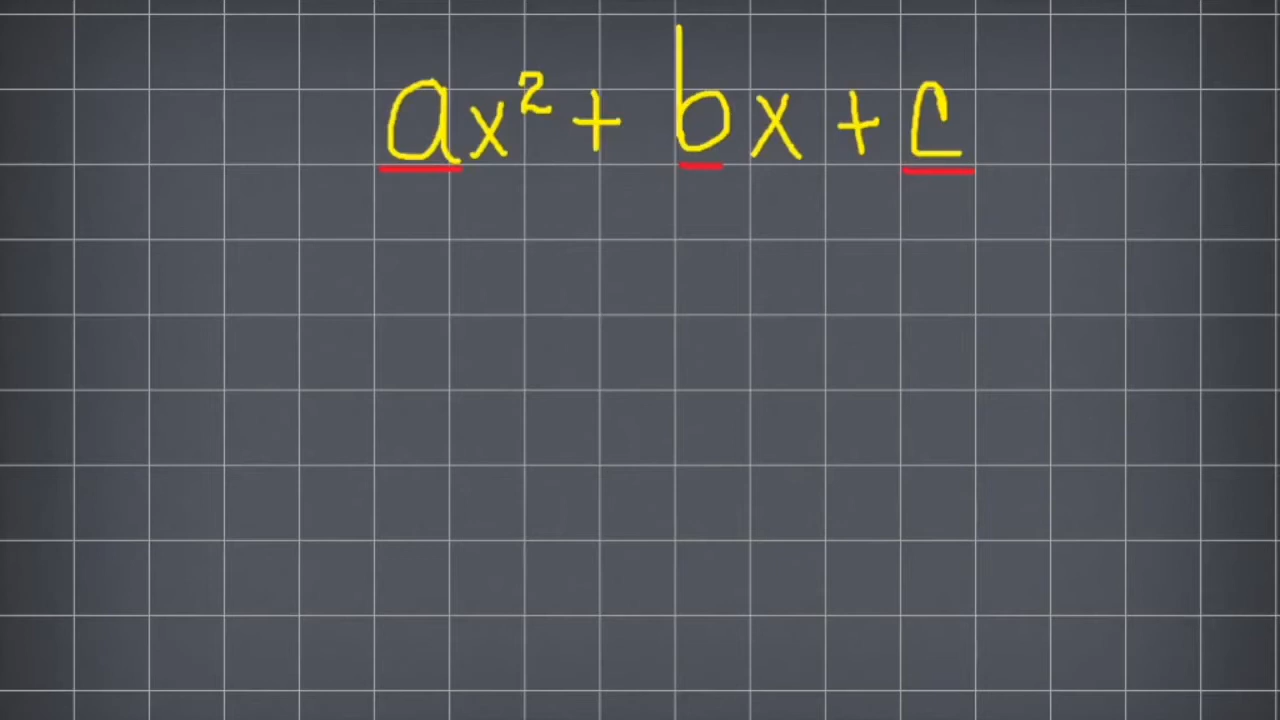 ax² + bx + c